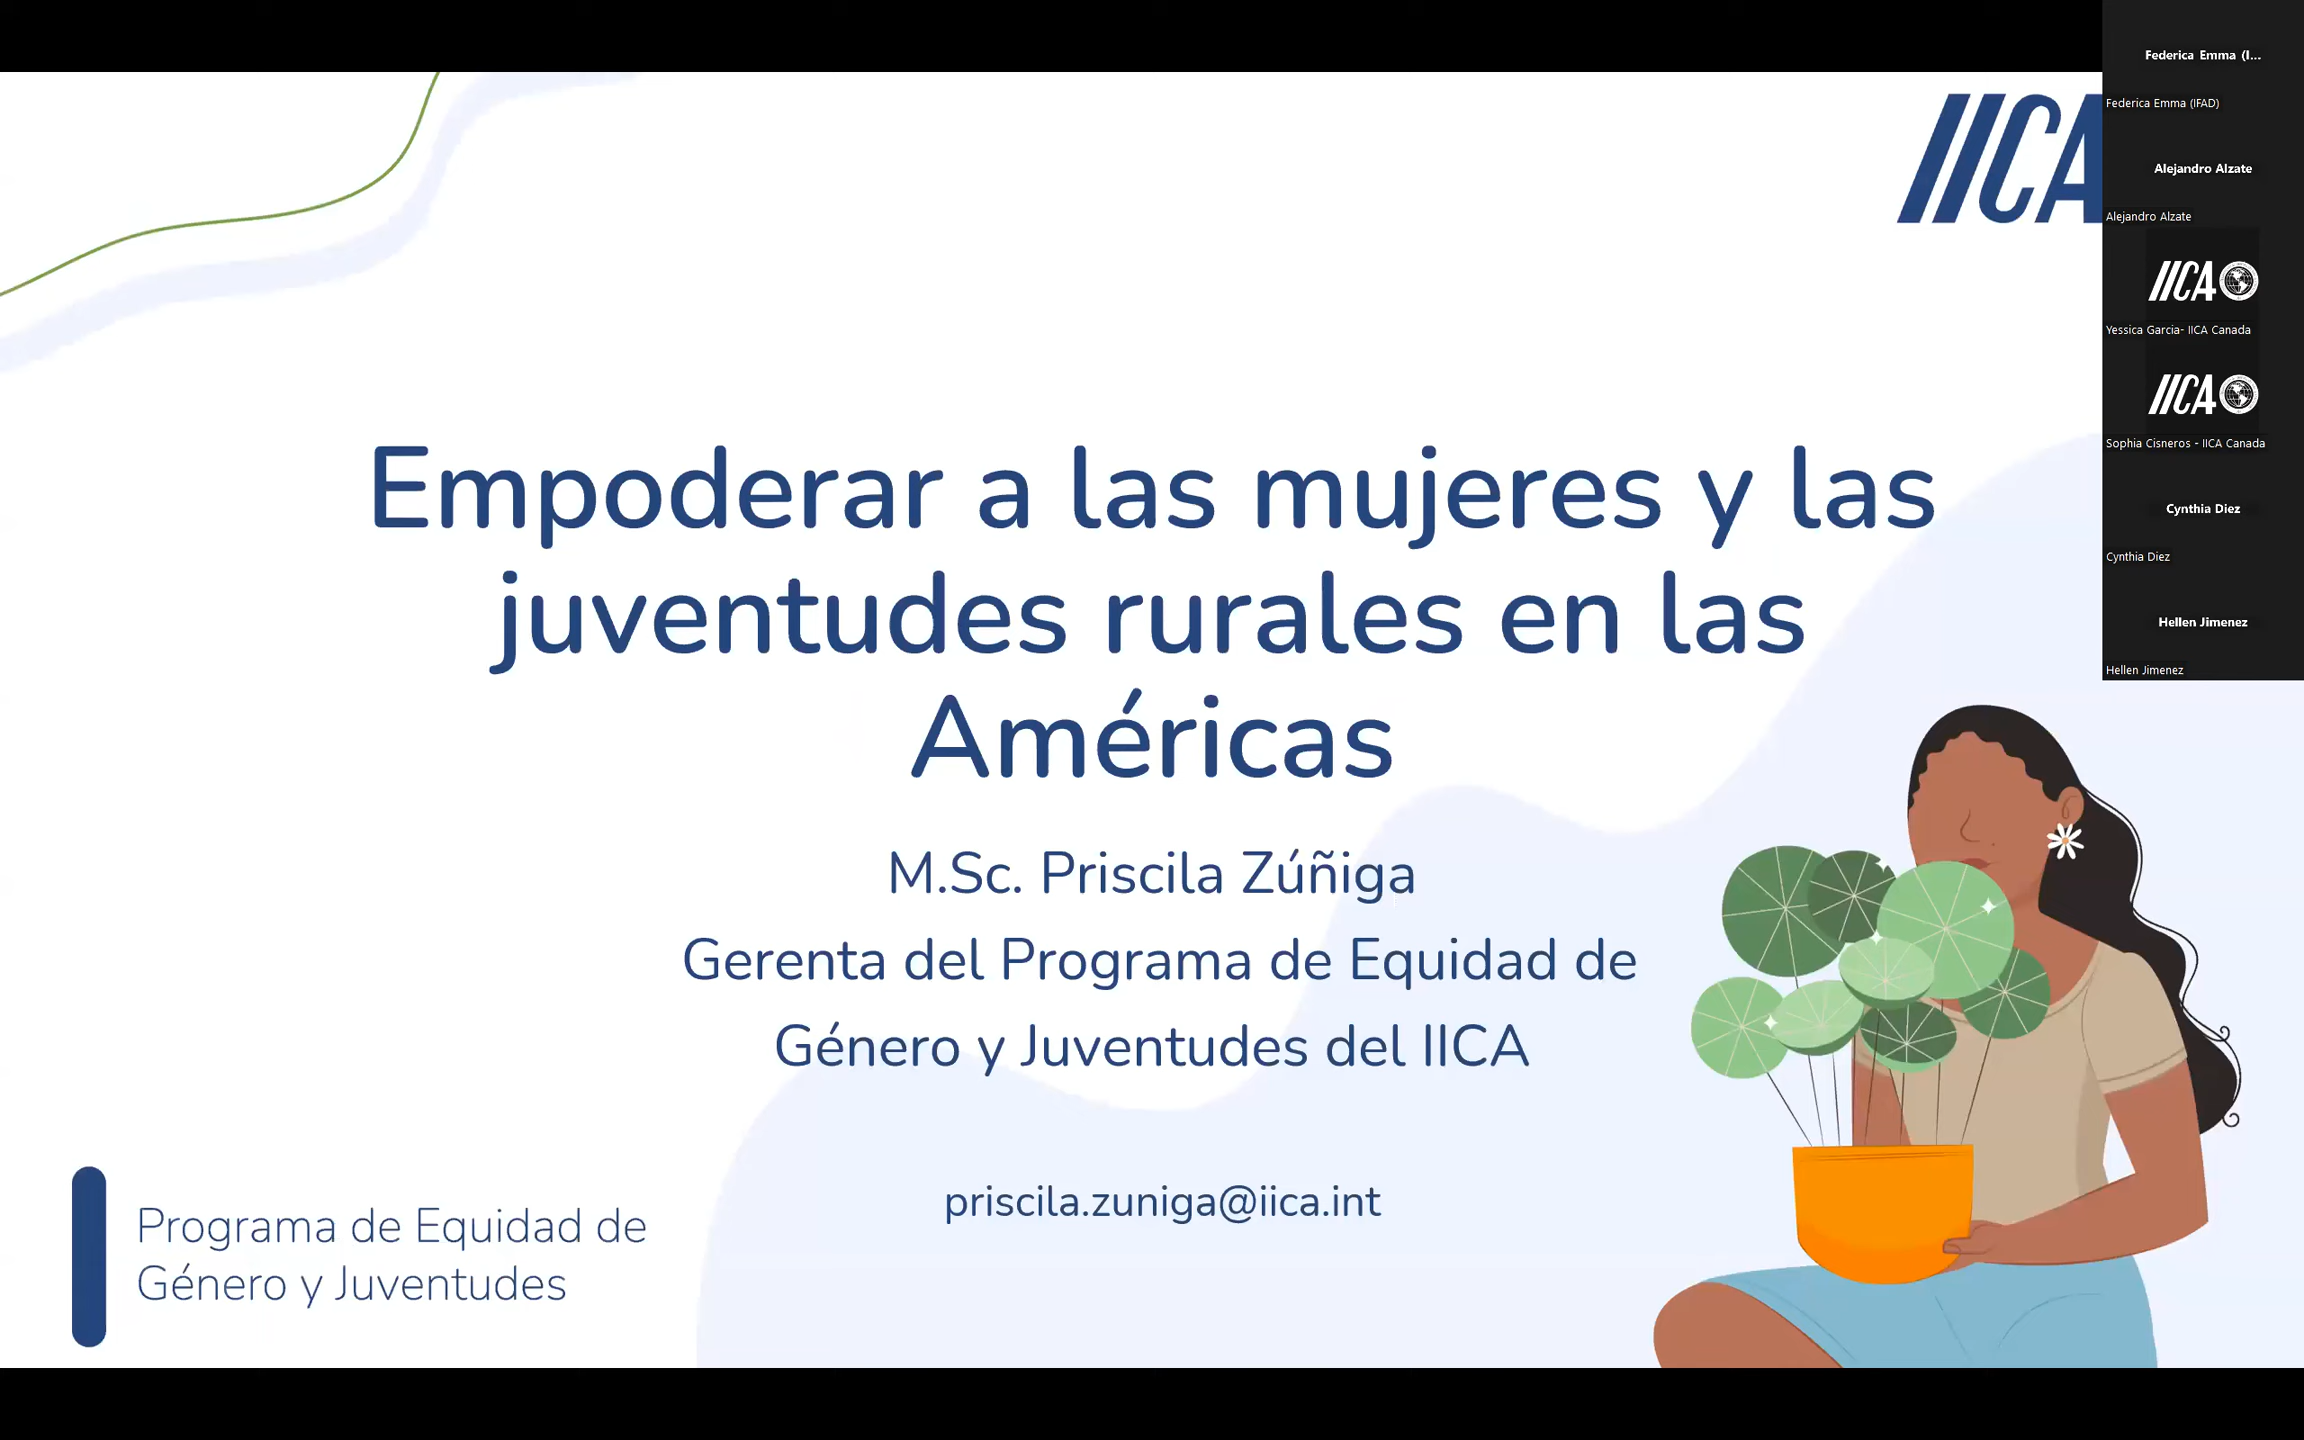 IICA
Empoderar a las mujeres y las
juventudes rurales en las
Américas
M.Sc. Priscila Zúñiga
Gerenta del Programa de Equidad de
Género y Juventudes del IICA
priscila.zuniga@iica.int
Programa de Equidad de
Género y Juventudes
Federica Emma (I...
Federica Emma (IFAD)
Alejandro Alzate
Alejandro Alzate
IICA
Yessica Garcia- IICA Canada
IICA
Sophia Cisneros - IICA Canada
Cynthia Diez
Cynthia Diez
Hellen Jimenez
Hellen Jimenez